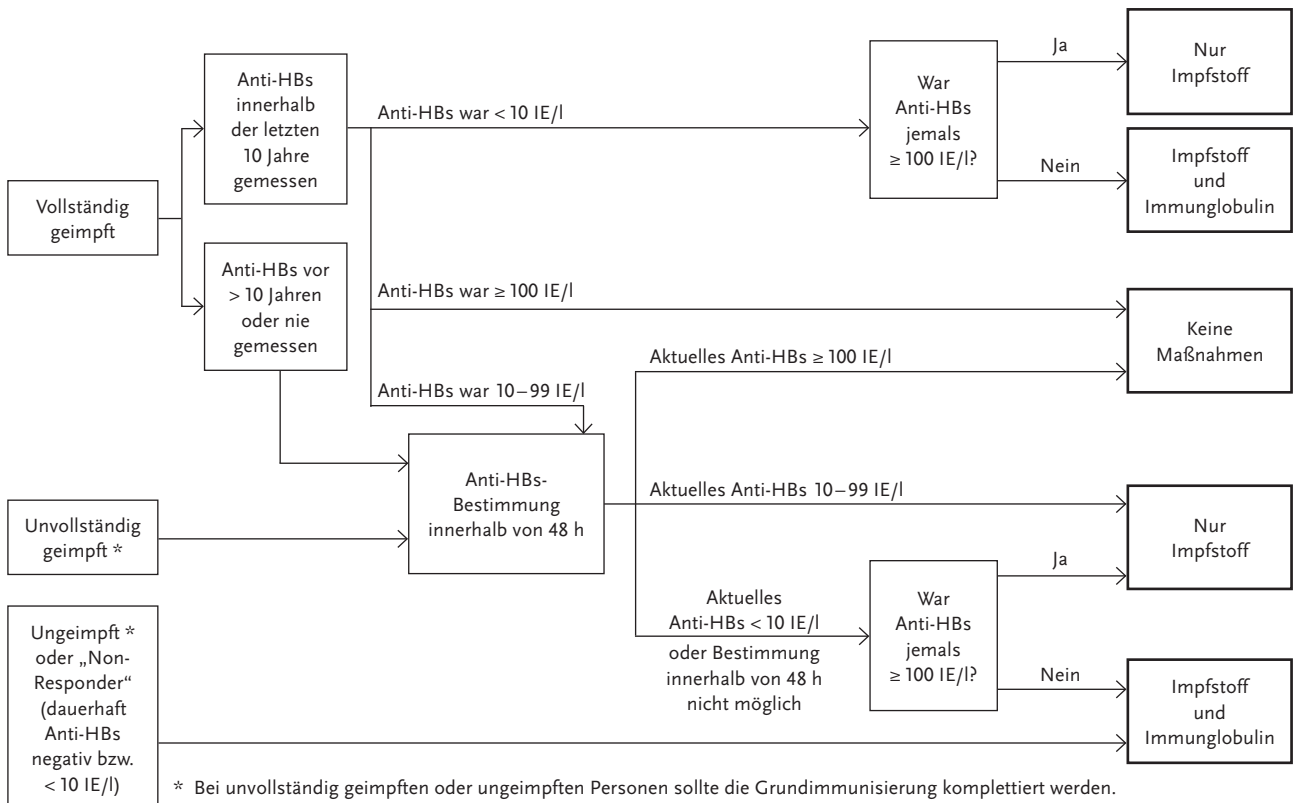 Vollständig
geimpft
Anti-HBs
innerhalb
der letzten
10 Jahre
gemessen
Anti-HBs war < 10 IE/l
War
Anti-HBs
jemals
≥ 100 IE/l?
Ja
Nur
Impfstoff
Nein
Impfstoff
und
Immunglobulin
Anti-HBs vor
> 10 Jahren
oder nie
gemessen
Anti-HBs war ≥ 100 IE/l
Keine
Maßnahmen
Aktuelles Anti-HBs ≥ 100 IE/l
Anti-HBs war 10–99 IE/l
Anti-HBs-
Bestimmung
innerhalb von 48 h
Aktuelles Anti-HBs 10–99 IE/l
Nur
Impfstoff
Unvollständig
geimpft *
Aktuelles
Anti-HBs < 10 IE/l
oder Bestimmung
innerhalb von 48 h
nicht möglich
War
Anti-HBs
jemals
≥ 100 IE/l?
Ja
Nein
Impfstoff
und
Immunglobulin
Ungeimpft *
oder „Non-
Responder“
(dauerhaft
Anti-HBs
negativ bzw.
< 10 IE/l)
* Bei unvollständig geimpften oder ungeimpften Personen sollte die Grundimmunisierung komplettiert werden.